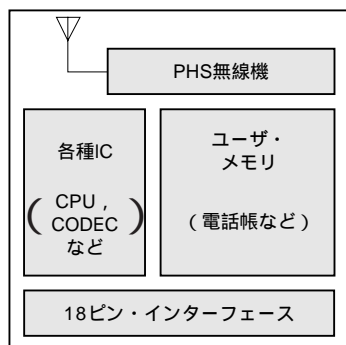 PHS無線機
各種IC
(CPU,
CODEC)
など
ユーザ・
メモリ
(電話帳など)
18ピン・インターフェース